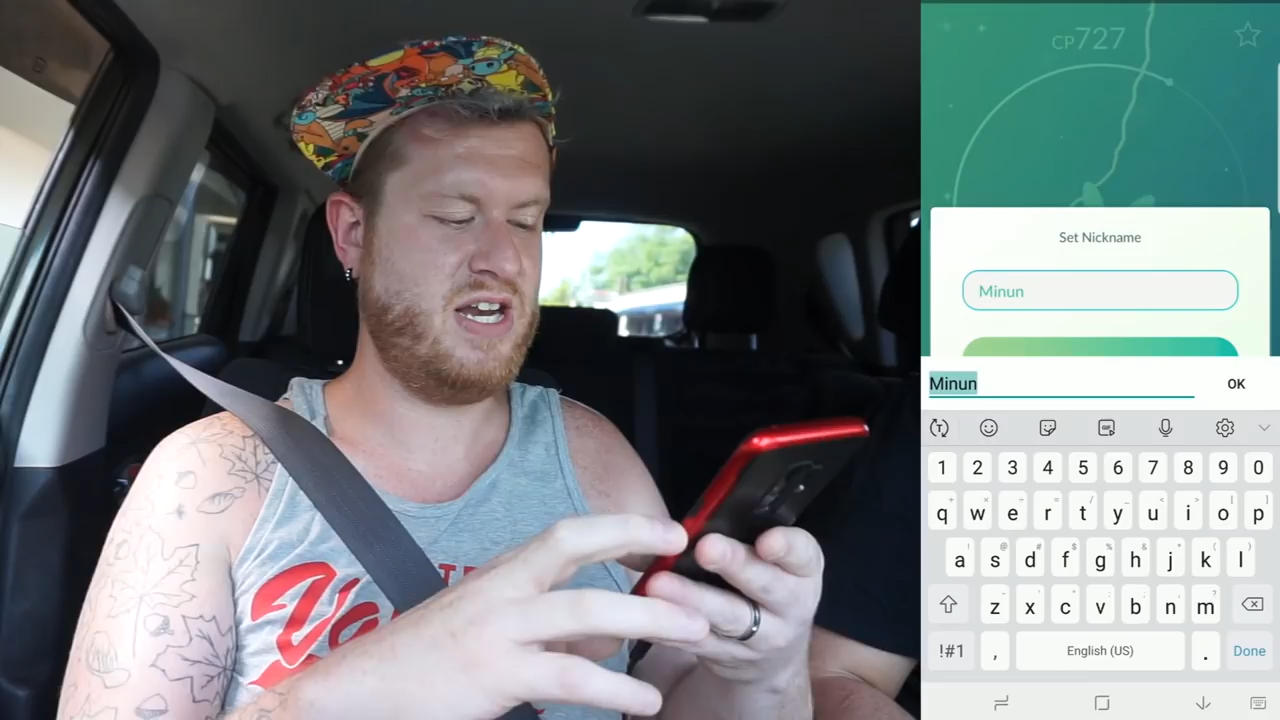 CP727
Set Nickname
Minun
Minun
OK
1 2 3 4 5 6 7 8 9 0
q w e r t y u i o p
a s d f g h j k l
z x c v b n m
!#1 , English (US) . Done